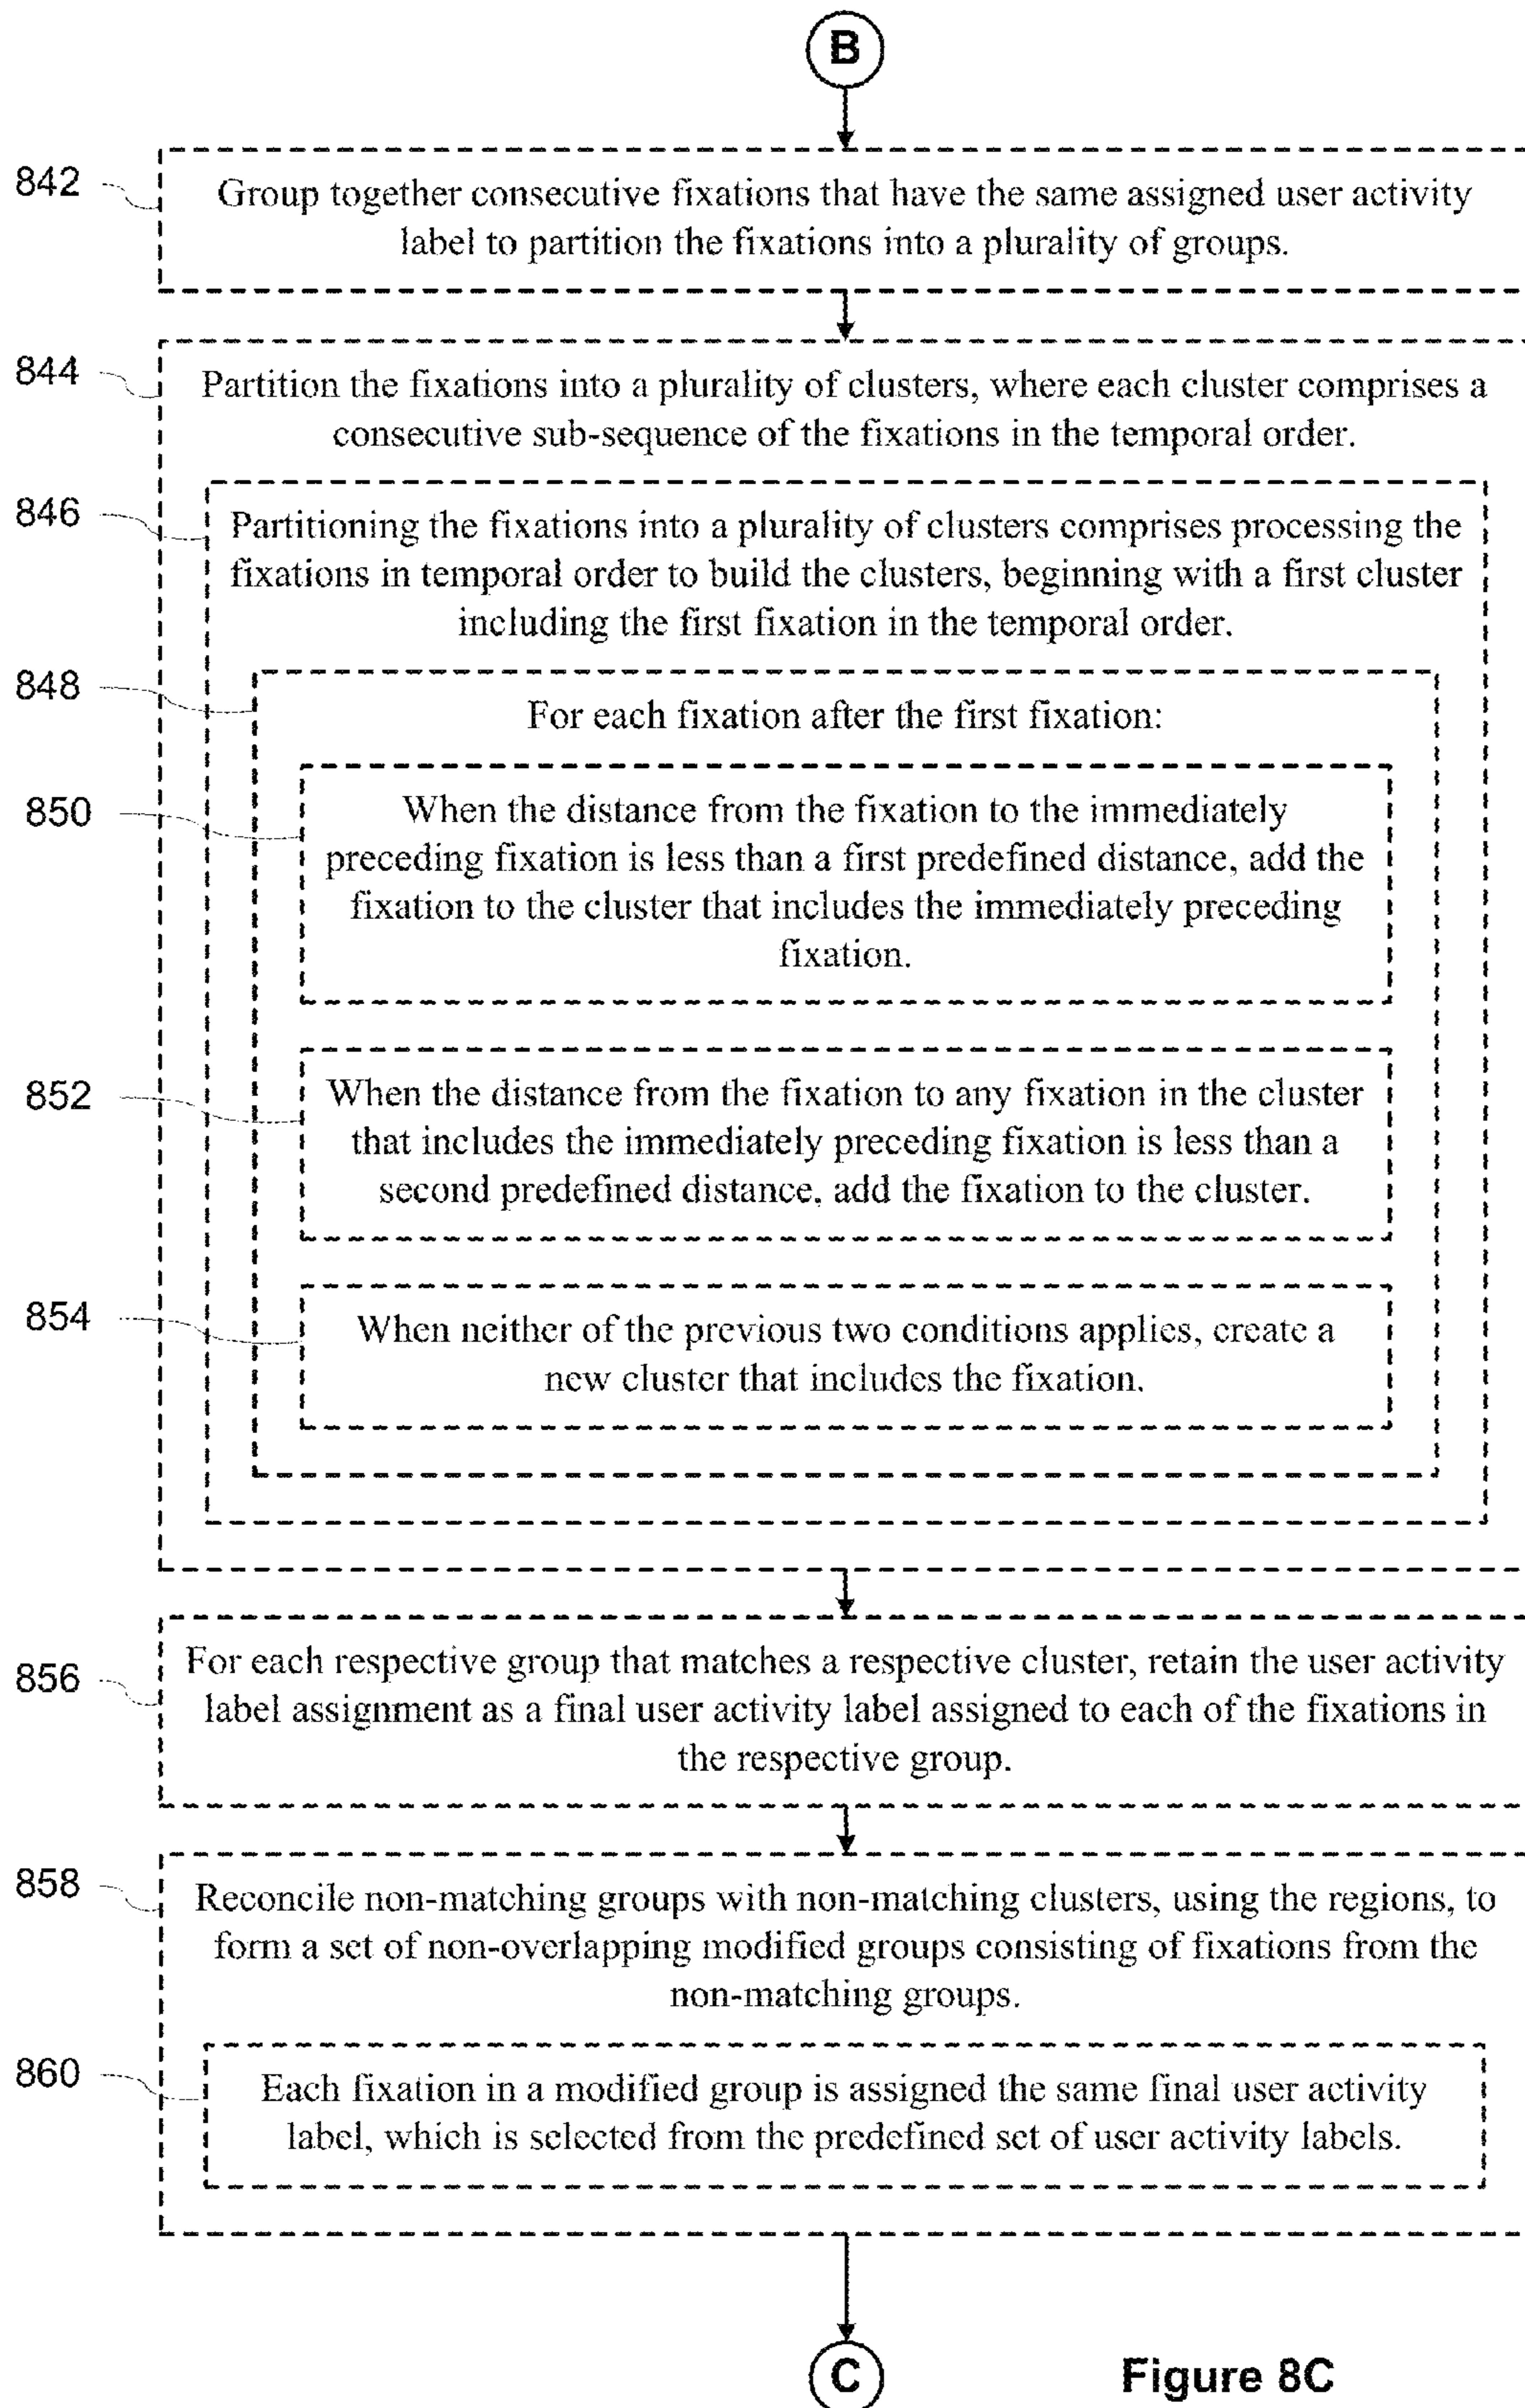 B
842
Group together consecutive fixations that have the same assigned user activity
label to partition the fixations into a plurality of groups.
844
Partition the fixations into a plurality of clusters, where each cluster comprises a
consecutive sub-sequence of the fixations in the temporal order.
846
Partitioning the fixations into a plurality of clusters comprises processing the
fixations in temporal order to build the clusters, beginning with a first cluster
including the first fixation in the temporal order.
848
For each fixation after the first fixation:
850
When the distance from the fixation to the immediately
preceding fixation is less than a first predefined distance, add the
fixation to the cluster that includes the immediately preceding
fixation.
852
When the distance from the fixation to any fixation in the cluster
that includes the immediately preceding fixation is less than a
second predefined distance, add the fixation to the cluster.
854
When neither of the previous two conditions applies, create a
new cluster that includes the fixation.
856
For each respective group that matches a respective cluster, retain the user activity
label assignment as a final user activity label assigned to each of the fixations in
the respective group.
858
Reconcile non-matching groups with non-matching clusters, using the regions, to
form a set of non-overlapping modified groups consisting of fixations from the
non-matching groups.
860
Each fixation in a modified group is assigned the same final user activity
label, which is selected from the predefined set of user activity labels.
C
Figure 8C